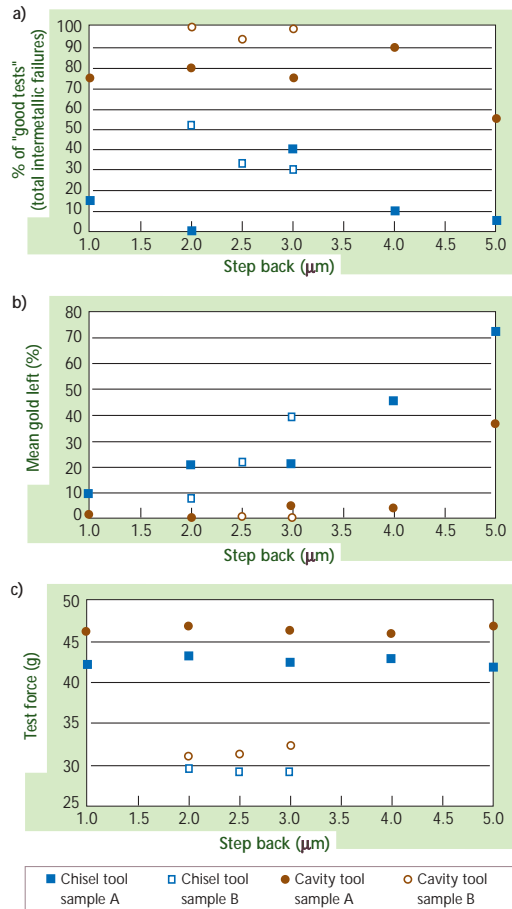 a)
% of "good tests"
(total intermetallic failures)
100
90
80
70
60
50
40
30
20
10
0
1.0 1.5 2.0 2.5 3.0 3.5 4.0 4.5 5.0
Step back (μm)
b)
Mean gold left (%)
80
70
60
50
40
30
20
10
0
1.0 1.5 2.0 2.5 3.0 3.5 4.0 4.5 5.0
Step back (μm)
c)
Test force (g)
50
45
40
35
30
25
1.0 1.5 2.0 2.5 3.0 3.5 4.0 4.5 5.0
Step back (μm)
Chisel tool Chisel tool Cavity tool Cavity tool
sample A sample B sample A sample B